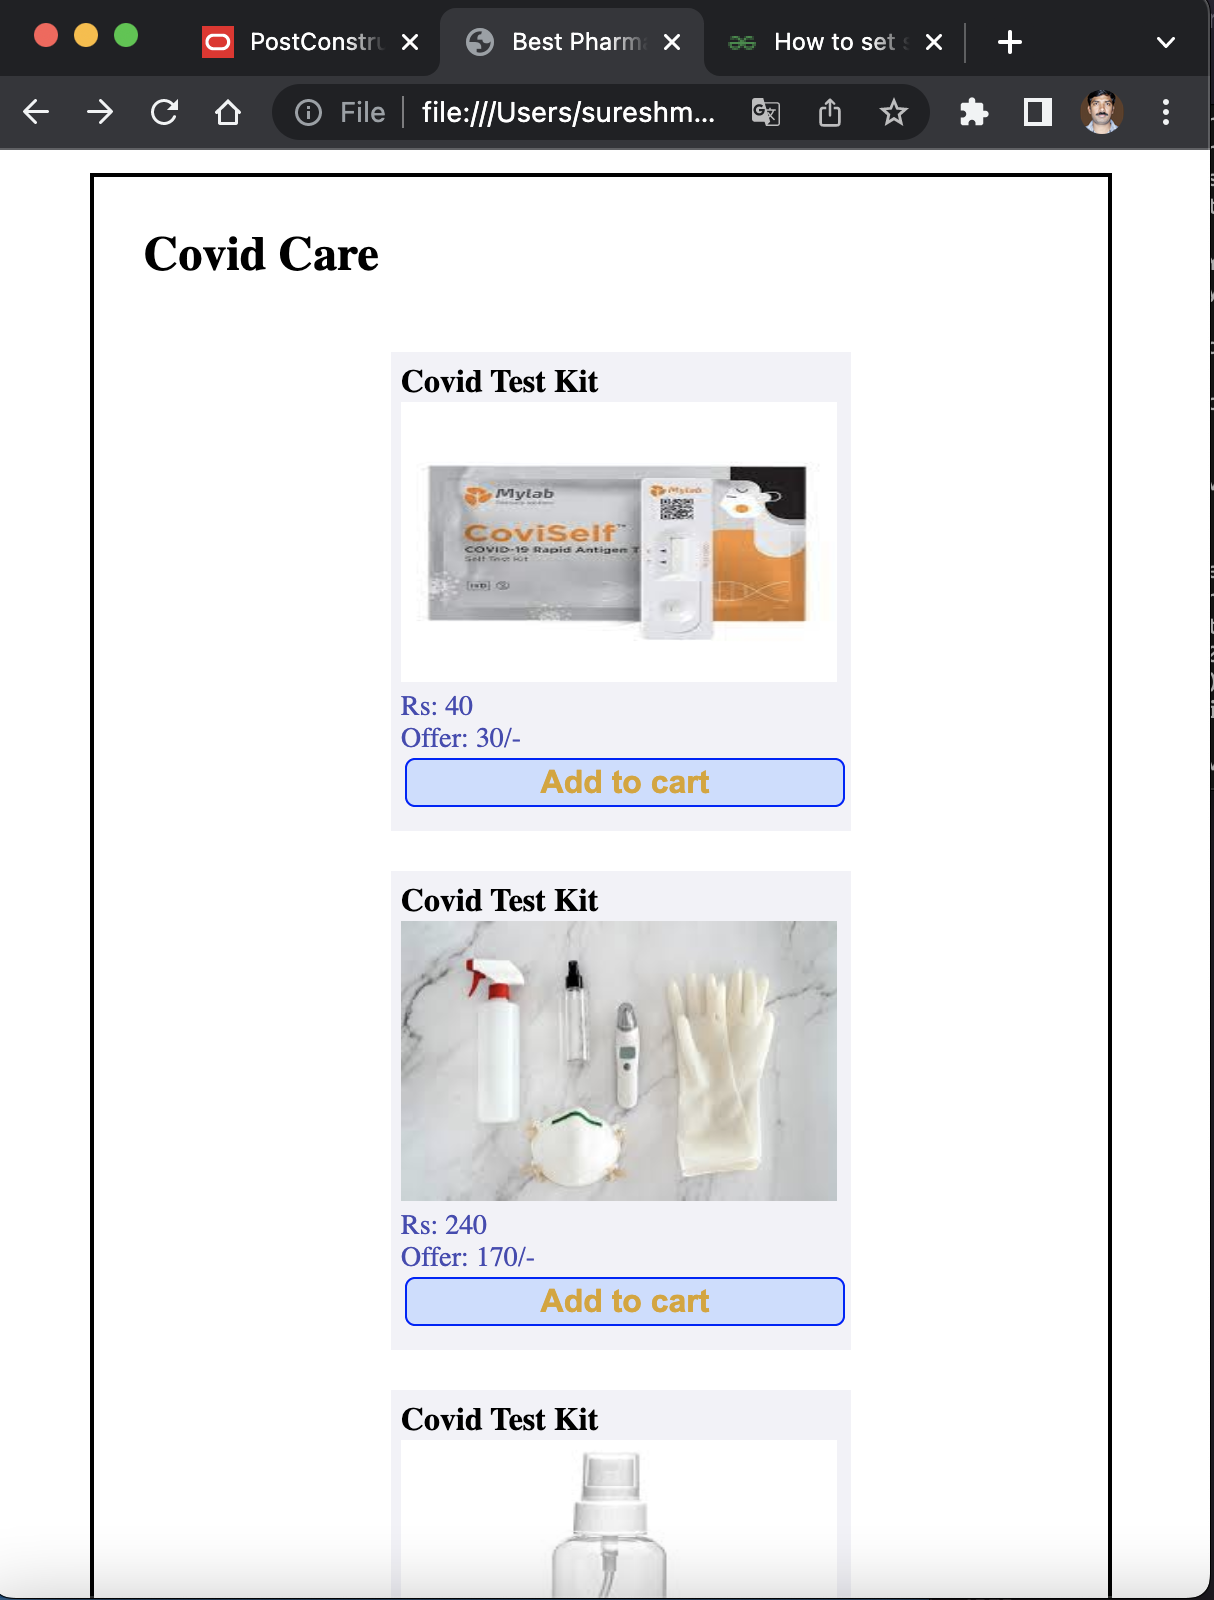 PostConstru
Best Pharma
How to set s
File
file:///Users/sureshm...
Covid Care
Covid Test Kit
Mylab
Mylab
CoviSelf™
COVID-19 Rapid Antigen T
Self Test Kit
IVD
Rs: 40
Offer: 30/-
Add to cart
Covid Test Kit
Rs: 240
Offer: 170/-
Add to cart
Covid Test Kit